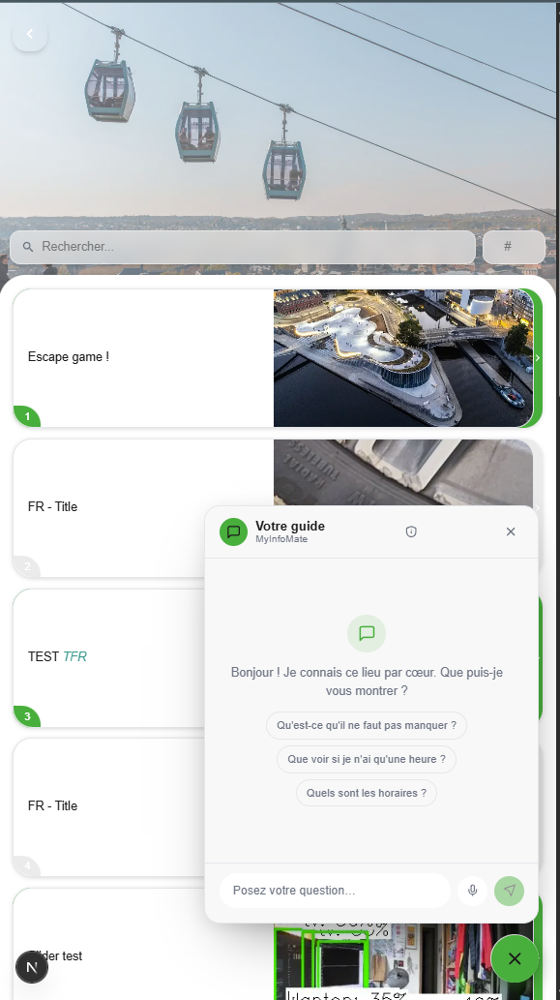 Rechercher...
#
Escape game !
1
FR - Title
2
TEST TFR
3
FR - Title
4
der test
N
Votre guide
MyInfoMate
Bonjour ! Je connais ce lieu par cœur. Que puis-je
vous montrer ?
Qu'est-ce qu'il ne faut pas manquer ?
Que voir si je n'ai qu'une heure ?
Quels sont les horaires ?
Posez votre question…